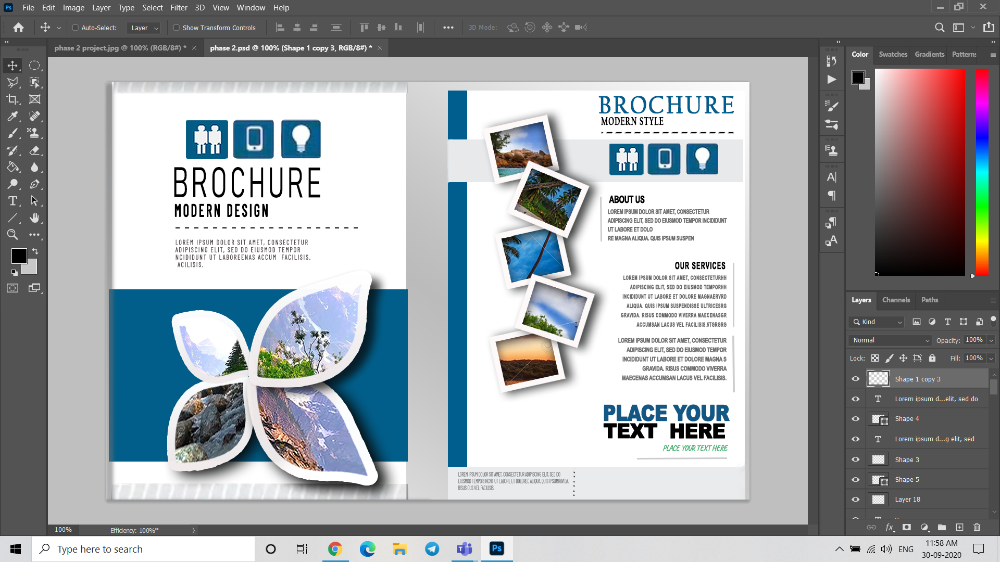 Ps File Edit Image Layer Type Select Filter 3D View Window Help
Auto-Select: Layer Show Transform Controls 3D Mode:
phase 2 project.jpg @ 100% (RGB/8#) *
phase 2.psd @ 100% (Shape 1 copy 3, RGB/8#) *
BROCHURE
MODERN DESIGN
LOREM IPSUM DOLOR SIT AMET, CONSECTETUR
ADIPISCING ELIT, SED DO EIUSMOD TEMPOR
NCIDIDUNT UT LABOREENAS ACCUM FACILISIS.
ACILISIS.
BROCHURE
MODERN STYLE
ABOUT US
LOREM IPSUM DOLOR SIT AMET, CONSECTETUR
ADIPISCING ELIT, SED DO EIUSMOD TEMPOR INCIDIDUNT
UT LABORE ET DOLO
RE MAGNA ALIQUA. QUIS IPSUM SUSPEN
OUR SERVICES
LOREM IPSUM DOLOR SIT AMET, CONSECTETURHH
ADIPISCING ELIT, SED DO EIUSMOD TEMPORHH
INCIDIDUNT UT LABORE ET DOLORE MAGNAERVRD
ALIQUA. QUIS IPSUM SUSPENDISSE ULTRICESRG
GRAVIDA. RISUS COMMODO VIVERRA MAECENASGR
ACCUMSAN LACUS VEL FACILISIS.5TGRGRG
LOREM IPSUM DOLOR SIT AMET, CONSECTETUR
ADIPISCING ELIT, SED DO EIUSMOD TEMPOR
INCIDIDUNT UT LABORE ET DOLORE MAGNA S
GRAVIDA. RISUS COMMODO VIVERRA
MAECENAS ACCUMSAN LACUS VEL FACILISIS.
PLACE YOUR
TEXT HERE
PLACE YOUR TEXT HERE
LOREM IPSUM DOLOR SIT AMET, CONSECTETUR ADIPISCING ELIT, SED DO
EIUSMOD TEMPOR INCNT UT LABORE ET DOLOREC ALIQUA. QUIS IPSUMRAVIDA.
RISUS CUS VEL FACILISIS.
Color Swatches Gradients Patterns
Layers Channels Paths
Kind
Normal Opacity: 100%
Lock: Fill: 100%
Shape 1 copy 3
Lorem ipsum d...elit, sed do
Shape 4
Lorem ipsum d...g elit, sed
Shape 3
Shape 5
Layer 18
fx
100% Efficiency: 100%*
Type here to search
Ps
ENG
11:58 AM
30-09-2020